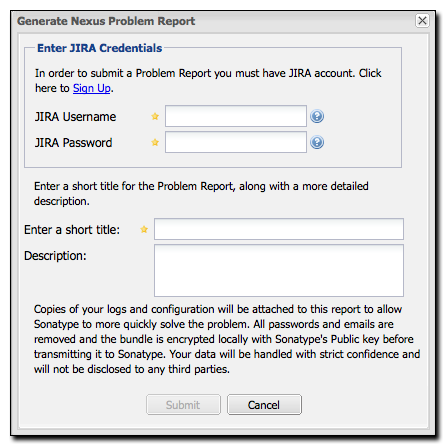 Generate Nexus Problem Report
Enter JIRA Credentials
In order to submit a Problem Report you must have JIRA account. Click
here to Sign Up.
JIRA Username
JIRA Password
Enter a short title for the Problem Report, along with a more detailed
description.
Enter a short title:
Description:
Copies of your logs and configuration will be attached to this report to allow
Sonatype to more quickly solve the problem. All passwords and emails are
removed and the bundle is encrypted locally with Sonatype's Public key before
transmitting it to Sonatype. Your data will be handled with strict confidence and
will not be disclosed to any third parties.
Submit
Cancel